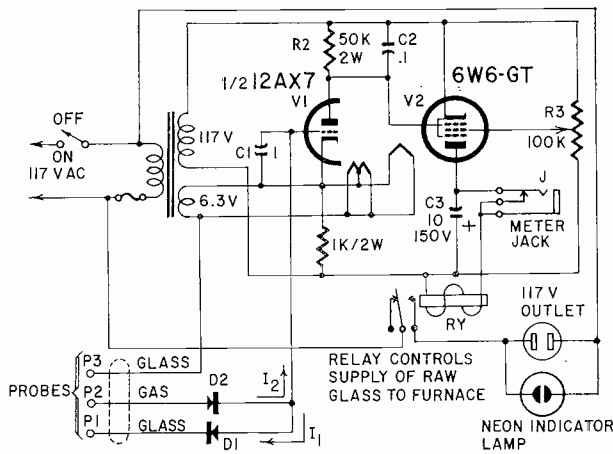 OFF
ON
117 V AC
117 V
6.3 V
R2
50K
2W
C2
.1
1/2 12AX7
V1
C1
.1
1K/2W
6W6-GT
V2
R3
100K
C3
10
150V
+
J
METER
JACK
RY
117 V
OUTLET
RELAY CONTROLS
SUPPLY OF RAW
GLASS TO FURNACE
NEON INDICATOR
LAMP
PROBES
P3
GLASS
P2
GAS
D2
I2
P1
GLASS
D1
I1